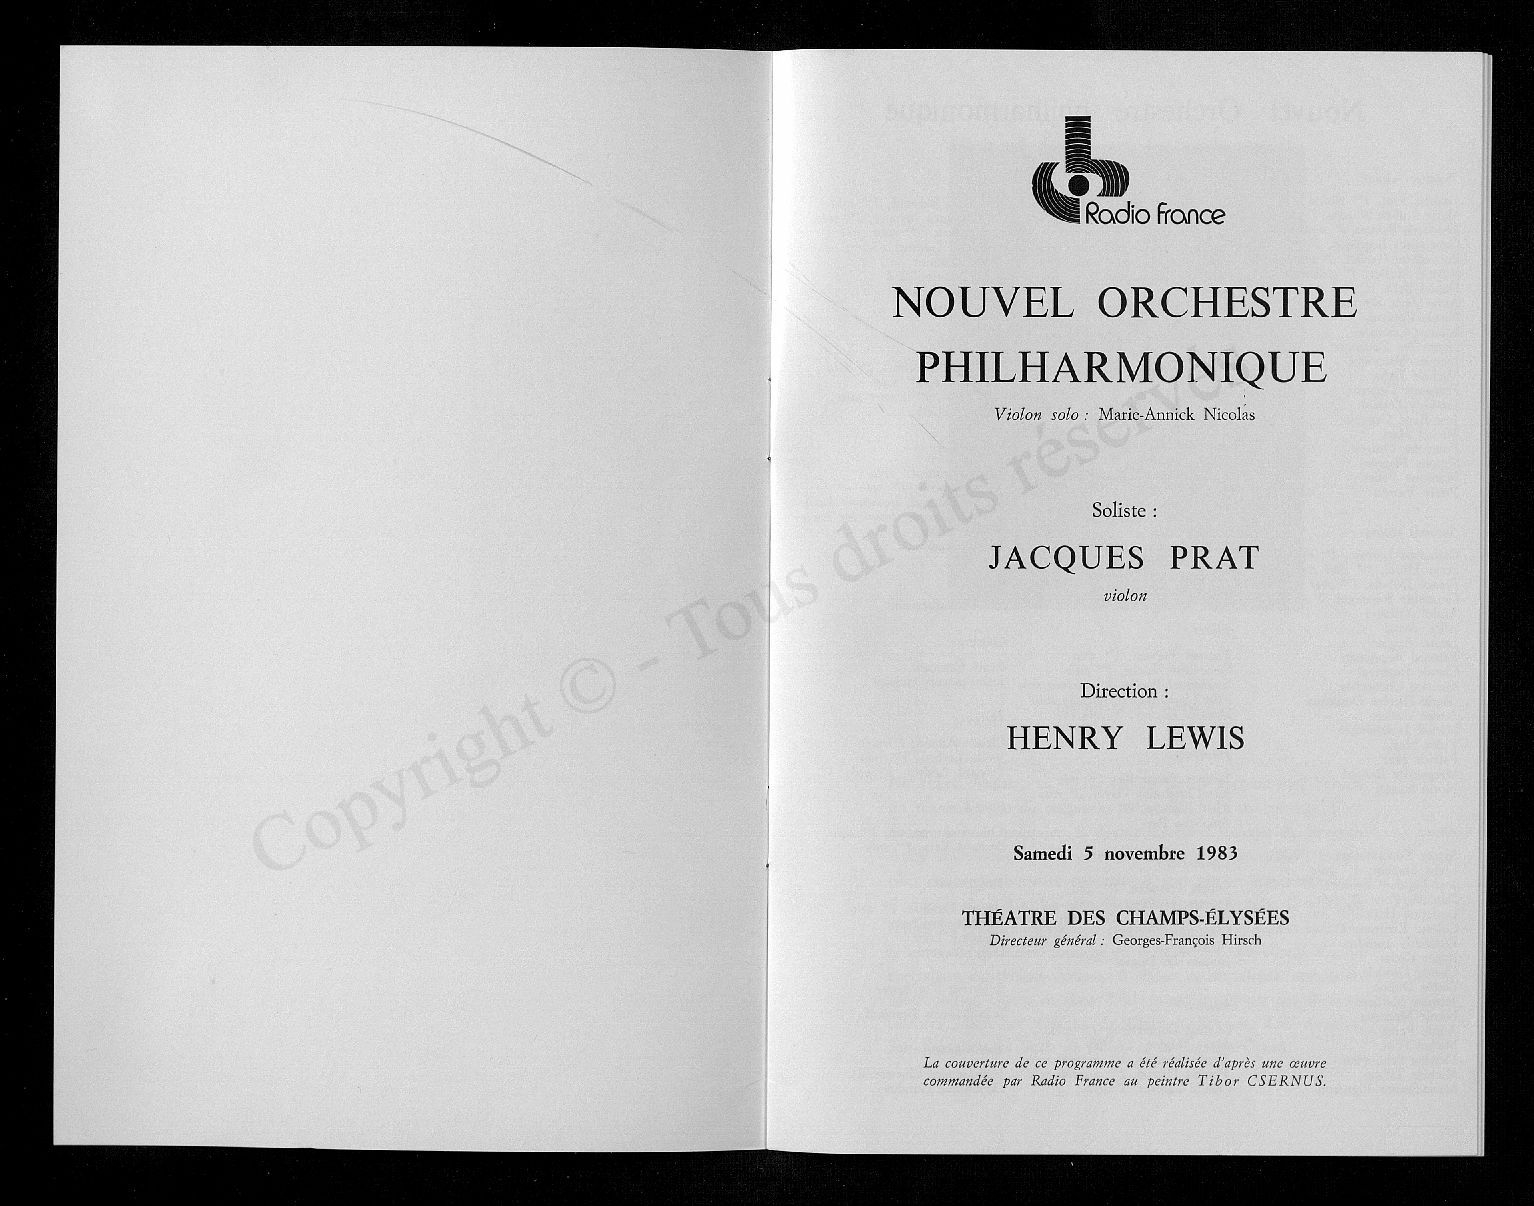 Radio France
NOUVEL ORCHESTRE
PHILHARMONIQUE
Violon solo : Marie-Annick Nicolas
Soliste :
JACQUES PRAT
violon
Direction :
HENRY LEWIS
Samedi 5 novembre 1983
THÉATRE DES CHAMPS-ÉLYSÉES
Directeur général : Georges-François Hirsch
La couverture de ce programme a été réalisée d'après une œuvre
commandée par Radio France au peintre Tibor CSERNUS.
Copyright © - Tous droits réservés